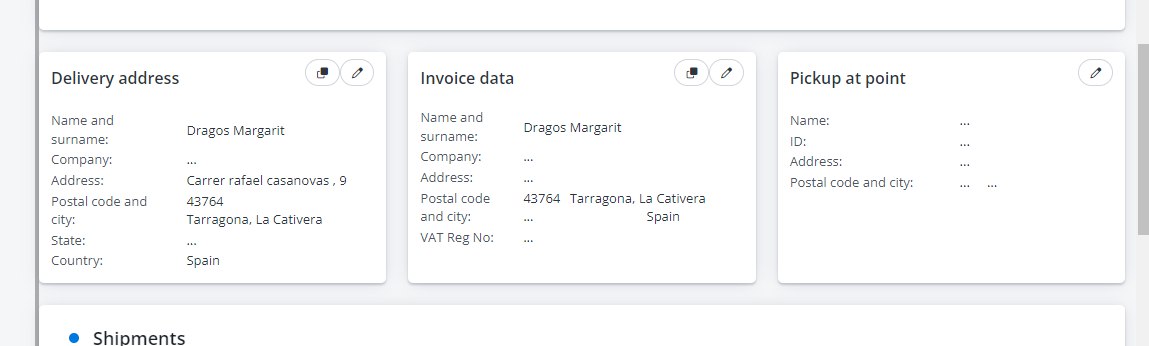 Delivery address
Name and
surname:
Dragos Margarit
Company:
...
Address:
Carrer rafael casanovas , 9
Postal code and
city:
43764
Tarragona, La Cativera
State:
...
Country:
Spain
Invoice data
Name and
surname:
Dragos Margarit
Company:
...
Address:
...
Postal code
and city:
43764 Tarragona, La Cativera
... Spain
VAT Reg No:
...
Pickup at point
Name:
...
ID:
...
Address:
...
Postal code and city:
... ...
Shipments